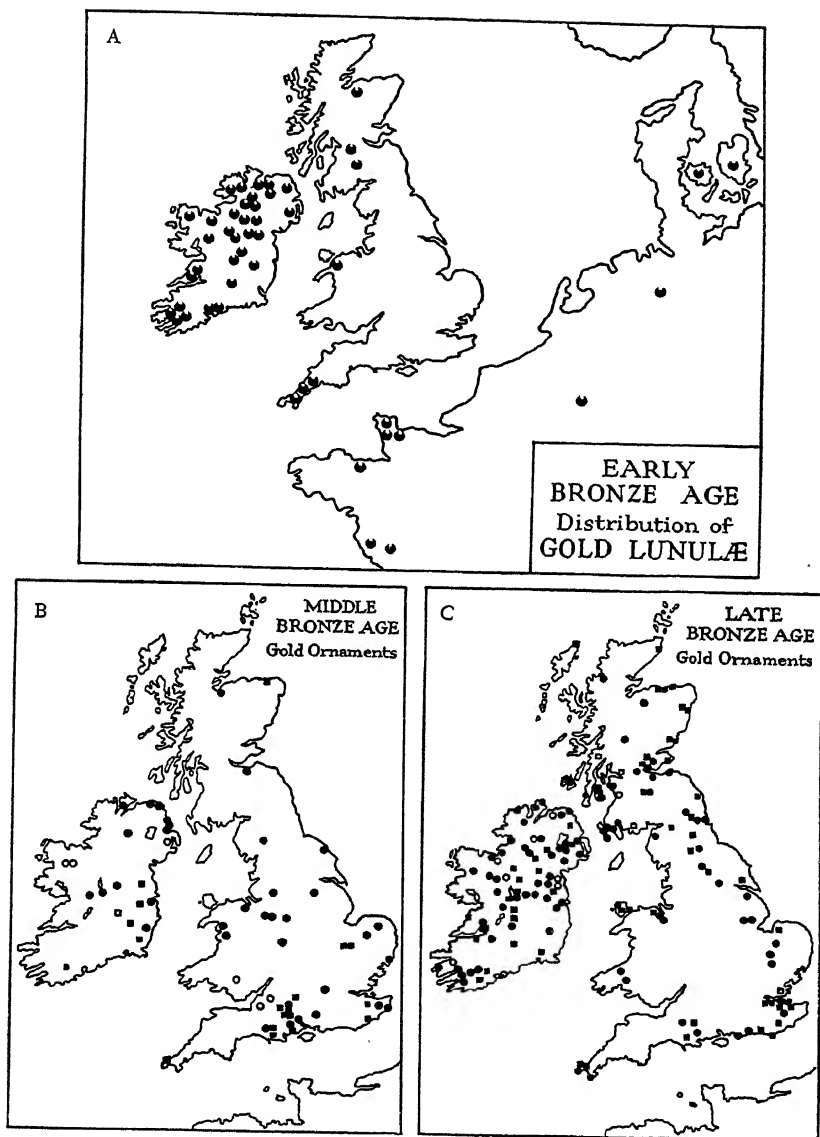 A
EARLY
BRONZE AGE
Distribution of
GOLD LUNULÆ
B
MIDDLE
BRONZE AGE
Gold Ornaments
C
LATE
BRONZE AGE
Gold Ornaments